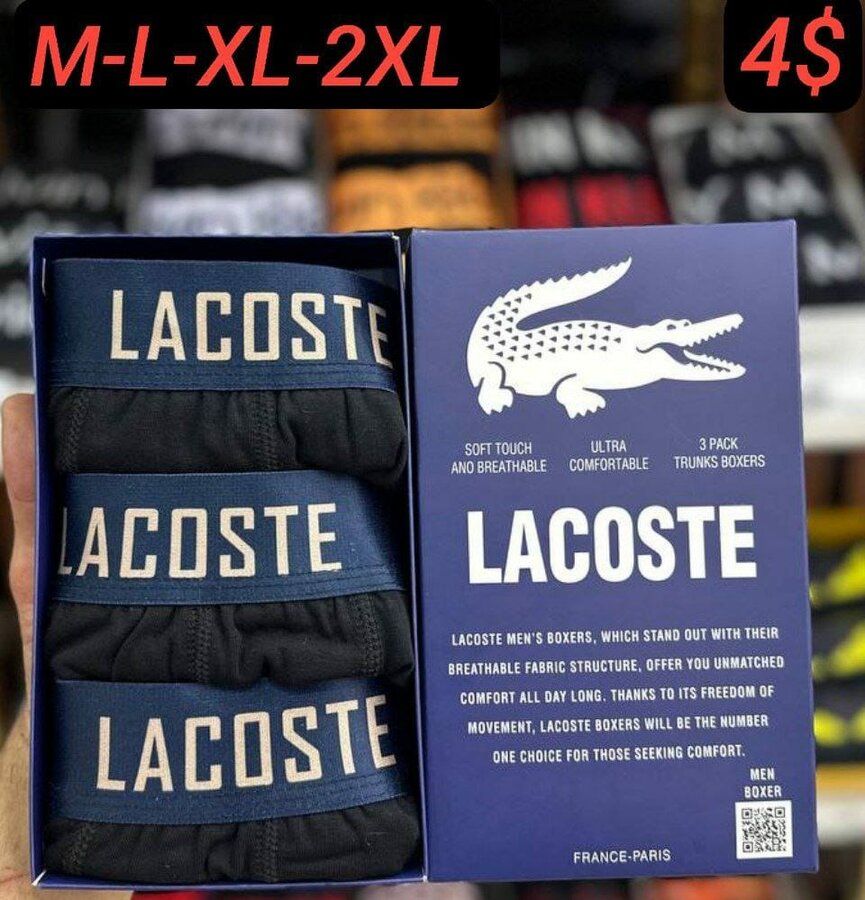 M-L-XL-2XL
4$
LACOSTE
LACOSTE
LACOSTE
SOFT TOUCH
ANO BREATHABLE
ULTRA
COMFORTABLE
3 PACK
TRUNKS BOXERS
LACOSTE
LACOSTE MEN'S BOXERS, WHICH STAND OUT WITH THEIR
BREATHABLE FABRIC STRUCTURE, OFFER YOU UNMATCHED
COMFORT ALL DAY LONG. THANKS TO ITS FREEDOM OF
MOVEMENT, LACOSTE BOXERS WILL BE THE NUMBER
ONE CHOICE FOR THOSE SEEKING COMFORT.
MEN
BOXER
FRANCE-PARIS